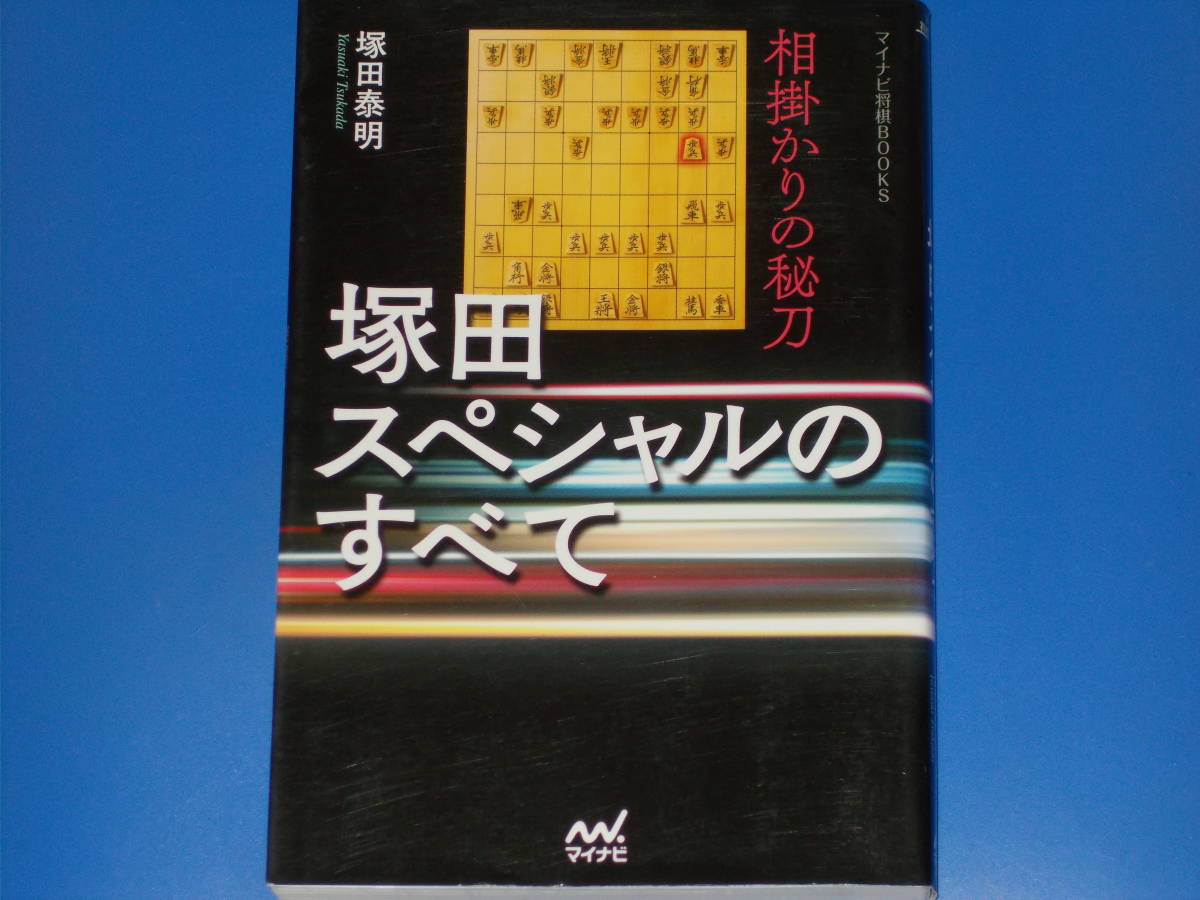 マイナビ将棋BOOKS
相掛かりの秘刀
塚田泰明
Yasuaki Tsukada
塚田
スペシャルの
すべて
マイナビ